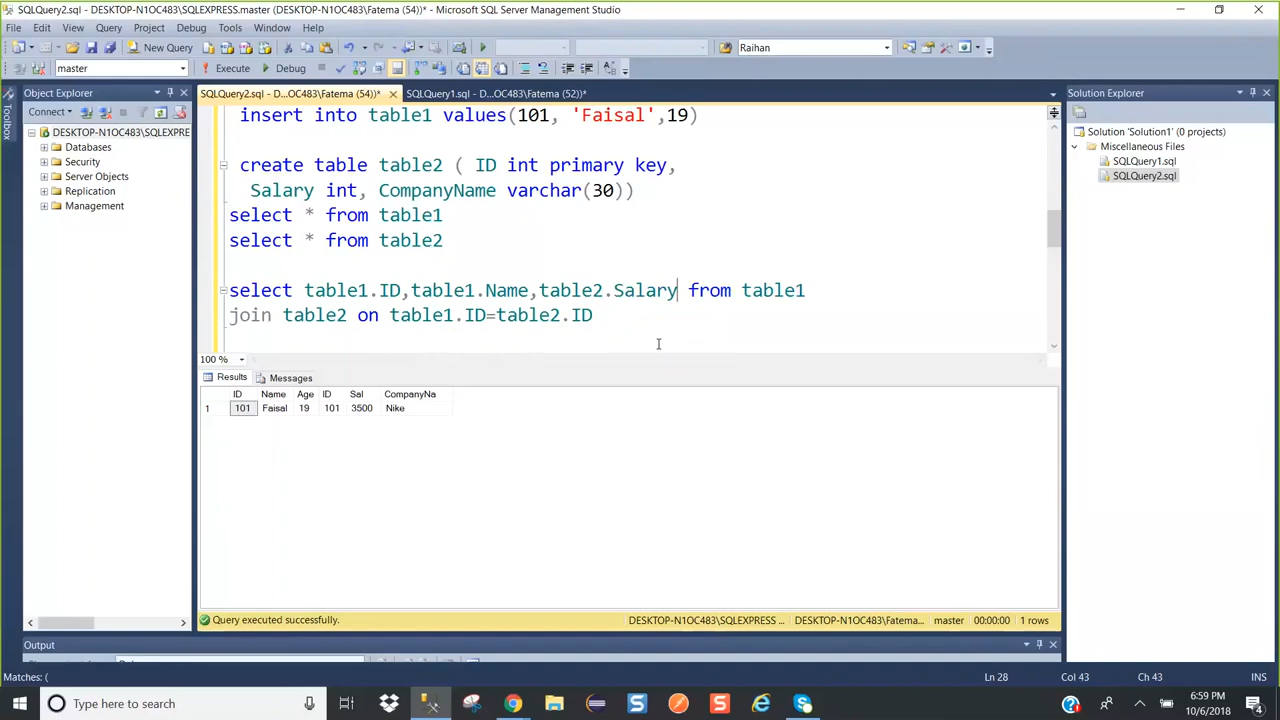 SQLQuery2.sql - DESKTOP-N1OC483\SQLEXPRESS.master (DESKTOP-N1OC483\Fatema (54))* - Microsoft SQL Server Management Studio
File Edit View Query Project Debug Tools Window Help
New Query Raihan
master Execute Debug
Object Explorer SQLQuery2.sql - D...OC483\Fatema (54))* SQLQuery1.sql - D...OC483\Fatema (52))* Solution Explorer
Toolbox
Connect
DESKTOP-N1OC483\SQLEXPRE
Databases
Security
Server Objects
Replication
Management
insert into table1 values(101, 'Faisal',19)
create table table2 ( ID int primary key,
Salary int, CompanyName varchar(30))
select * from table1
select * from table2
select table1.ID,table1.Name,table2.Salary from table1
join table2 on table1.ID=table2.ID
100 %
Results Messages
ID Name Age ID Sal CompanyNa
1 101 Faisal 19 101 3500 Nike
Solution 'Solution1' (0 projects)
Miscellaneous Files
SQLQuery1.sql
SQLQuery2.sql
Query executed successfully. DESKTOP-N1OC483\SQLEXPRESS ... DESKTOP-N1OC483\Fatema... master 00:00:00 1 rows
Output
Matches: ( Ln 28 Col 43 Ch 43 INS
Type here to search
6:59 PM
10/6/2018
4